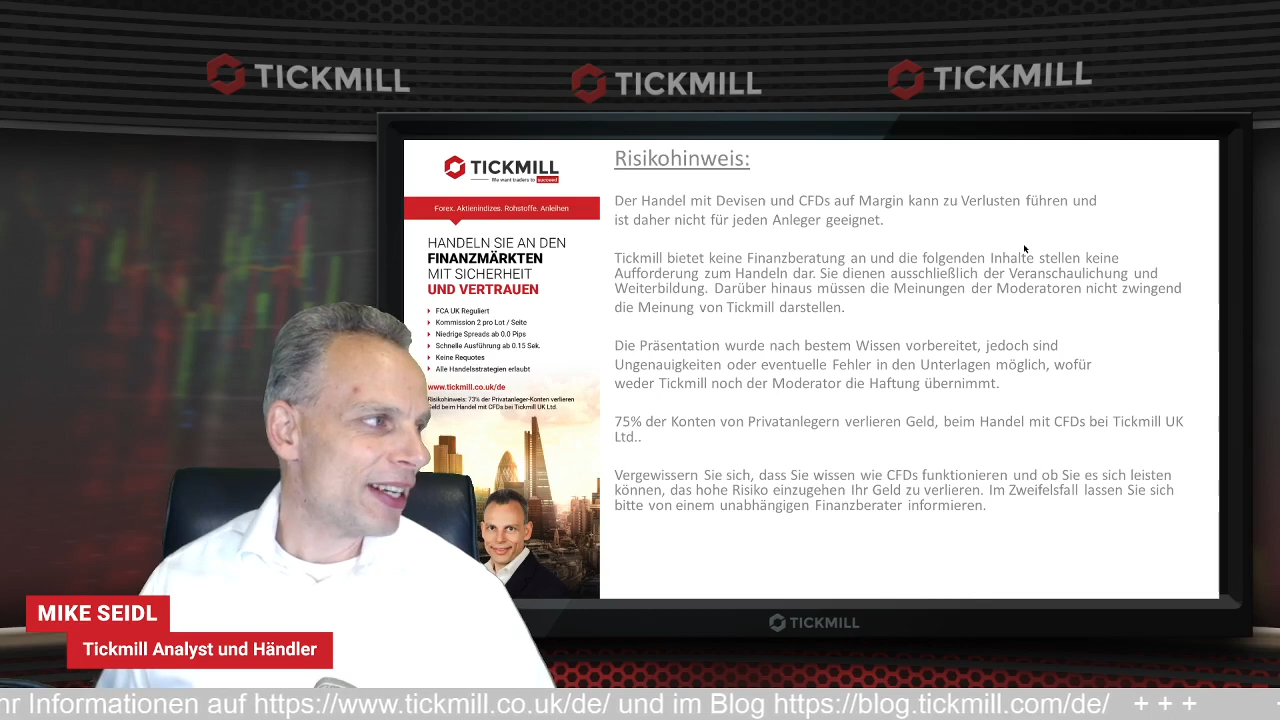 TICKMILL
TICKMILL
TICKMILL
TICKMILL
We want traders to succeed
Forex. Aktienindizes. Rohstoffe. Anleihen
HANDELN SIE AN DEN
FINANZMÄRKTEN
MIT SICHERHEIT
UND VERTRAUEN
FCA UK Reguliert
Kommission 2 pro Lot / Seite
Niedrige Spreads ab 0.0 Pips
Schnelle Ausführung ab 0.15 Sek.
Keine Requotes
Alle Handelsstrategien erlaubt
www.tickmill.co.uk/de
Risikohinweis: 73% der Privatanleger-Konten verlieren
Geld beim Handel mit CFDs bei Tickmill UK Ltd.
Risikohinweis:
Der Handel mit Devisen und CFDs auf Margin kann zu Verlusten führen und
ist daher nicht für jeden Anleger geeignet.
Tickmill bietet keine Finanzberatung an und die folgenden Inhalte stellen keine
Aufforderung zum Handeln dar. Sie dienen ausschließlich der Veranschaulichung und
Weiterbildung. Darüber hinaus müssen die Meinungen der Moderatoren nicht zwingend
die Meinung von Tickmill darstellen.
Die Präsentation wurde nach bestem Wissen vorbereitet, jedoch sind
Ungenauigkeiten oder eventuelle Fehler in den Unterlagen möglich, wofür
weder Tickmill noch der Moderator die Haftung übernimmt.
75% der Konten von Privatanlegern verlieren Geld, beim Handel mit CFDs bei Tickmill UK
Ltd..
Vergewissern Sie sich, dass Sie wissen wie CFDs funktionieren und ob Sie es sich leisten
können, das hohe Risiko einzugehen Ihr Geld zu verlieren. Im Zweifelsfall lassen Sie sich
bitte von einem unabhängigen Finanzberater informieren.
TICKMILL
MIKE SEIDL
Tickmill Analyst und Händler
hr Informationen auf https://www.tickmill.co.uk/de/ und im Blog https://blog.tickmill.com/de/ + + +